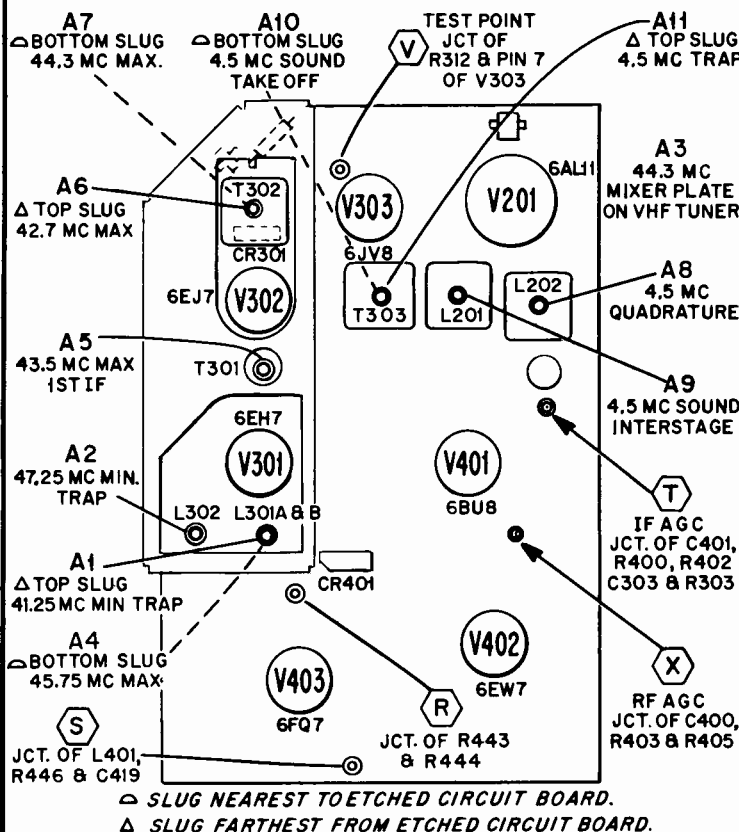 A7
⌓ BOTTOM SLUG
44.3 MC MAX.
A10
⌓ BOTTOM SLUG
4.5 MC SOUND
TAKE OFF
TEST POINT
V
JCT OF
R312 & PIN 7
OF V303
A11
△ TOP SLUG
4.5 MC TRAP
A6
△ TOP SLUG
42.7 MC MAX
T302
CR301
V303
6JV8
V201
6AL11
A3
44.3 MC
MIXER PLATE
ON VHF TUNER
6EJ7
V302
T303
L201
L202
A8
4.5 MC
QUADRATURE
A5
43.5 MC MAX
1ST IF
T301
A9
4.5 MC SOUND
INTERSTAGE
A2
47.25 MC MIN.
TRAP
6EH7
V301
L302
L301A & B
V401
6BU8
T
IF AGC
JCT. OF C401,
R400, R402
C303 & R303
A1
△ TOP SLUG
41.25 MC MIN TRAP
CR401
A4
⌓ BOTTOM SLUG
45.75 MC MAX
V403
6FQ7
V402
6EW7
X
RF AGC
JCT. OF C400,
R403 & R405
R
JCT. OF R443
& R444
S
JCT. OF L401,
R446 & C419
⌓ SLUG NEAREST TO ETCHED CIRCUIT BOARD.
△ SLUG FARTHEST FROM ETCHED CIRCUIT BOARD.